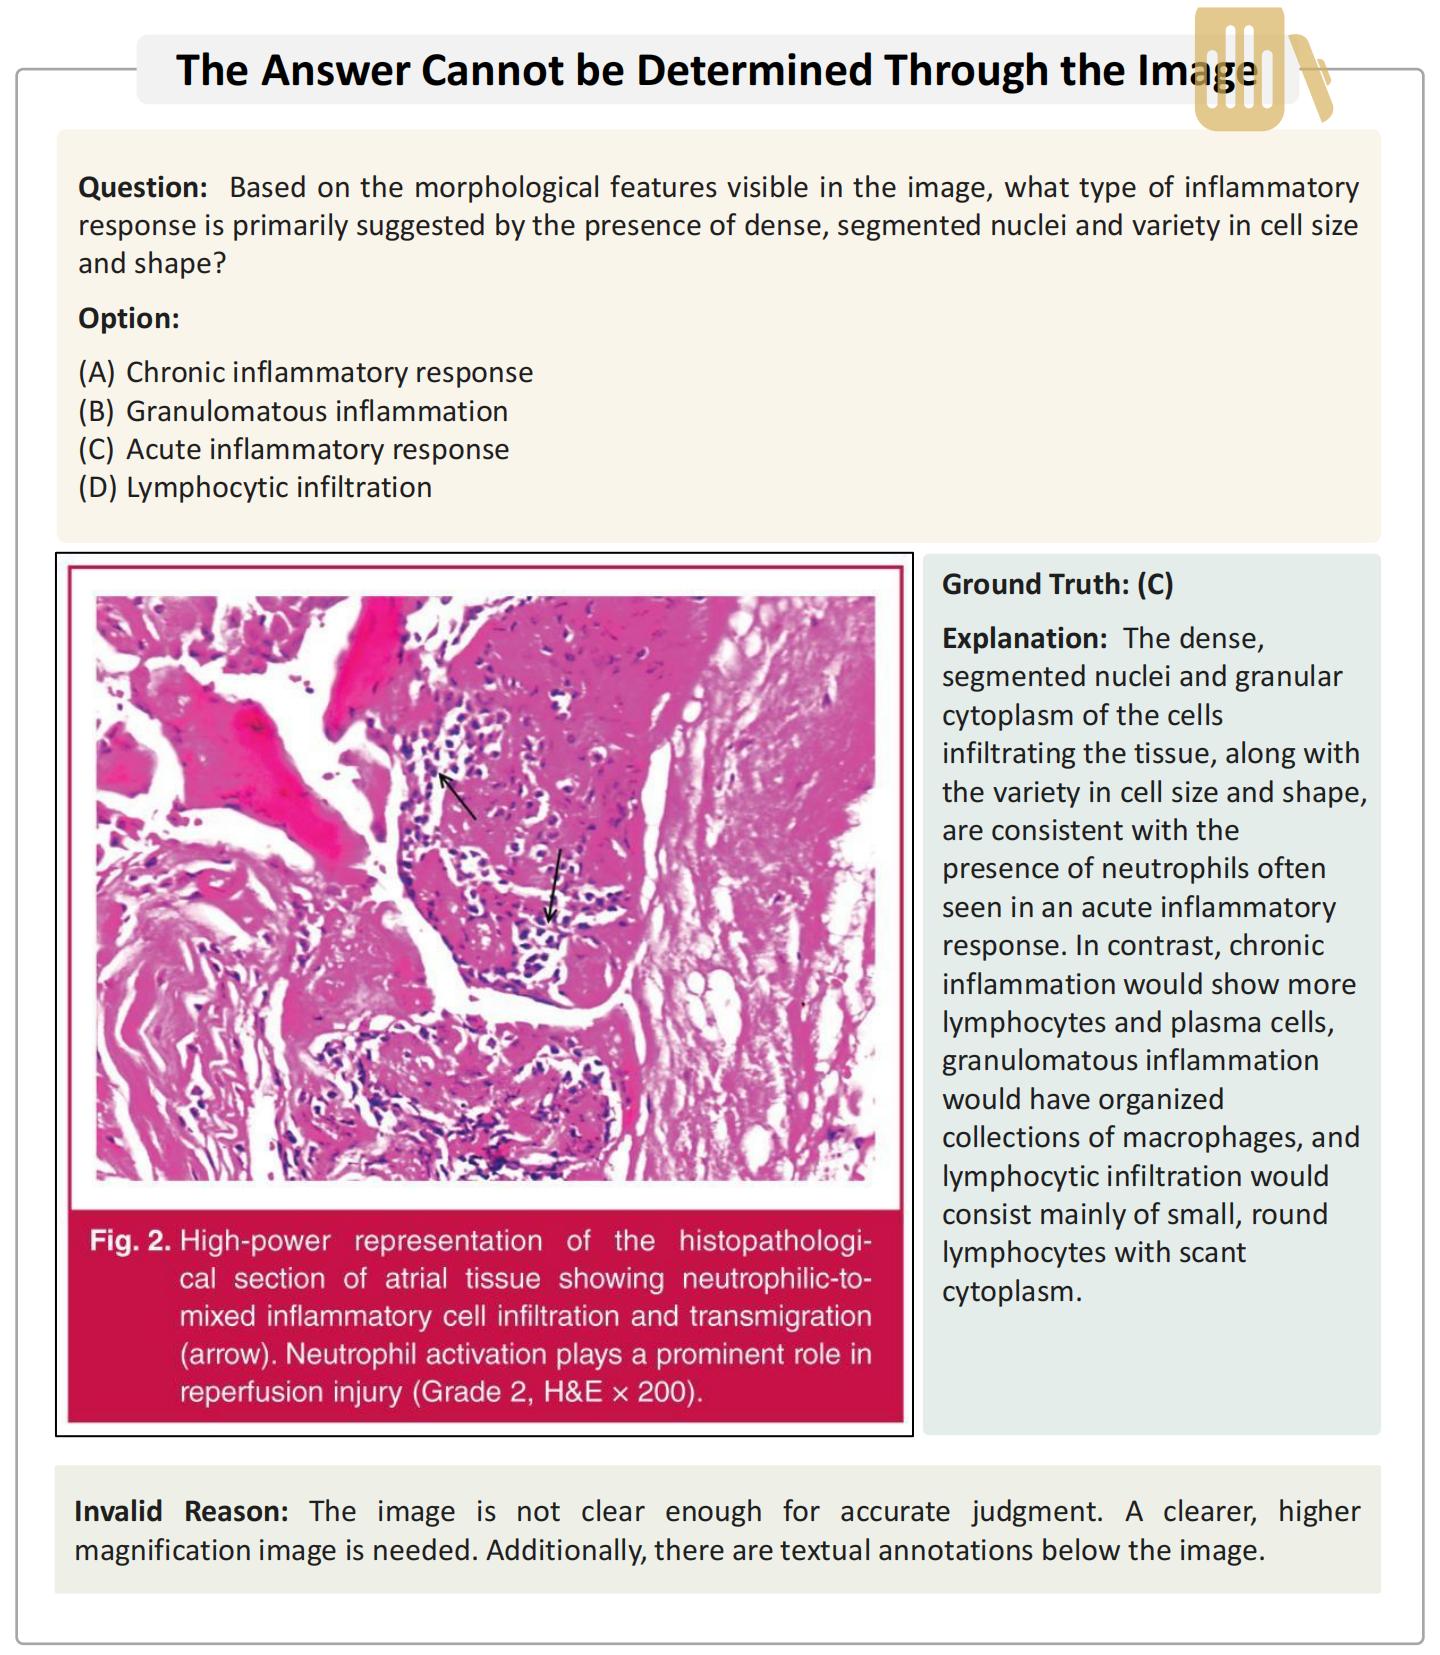 The Answer Cannot be Determined Through the Image
Question: Based on the morphological features visible in the image, what type of inflammatory
response is primarily suggested by the presence of dense, segmented nuclei and variety in cell size
and shape?
Option:
(A) Chronic inflammatory response
(B) Granulomatous inflammation
(C) Acute inflammatory response
(D) Lymphocytic infiltration
Fig. 2. High-power representation of the histopathologi-
cal section of atrial tissue showing neutrophilic-to-
mixed inflammatory cell infiltration and transmigration
(arrow). Neutrophil activation plays a prominent role in
reperfusion injury (Grade 2, H&E × 200).
Ground Truth: (C)
Explanation: The dense,
segmented nuclei and granular
cytoplasm of the cells
infiltrating the tissue, along with
the variety in cell size and shape,
are consistent with the
presence of neutrophils often
seen in an acute inflammatory
response. In contrast, chronic
inflammation would show more
lymphocytes and plasma cells,
granulomatous inflammation
would have organized
collections of macrophages, and
lymphocytic infiltration would
consist mainly of small, round
lymphocytes with scant
cytoplasm.
Invalid Reason: The image is not clear enough for accurate judgment. A clearer, higher
magnification image is needed. Additionally, there are textual annotations below the image.